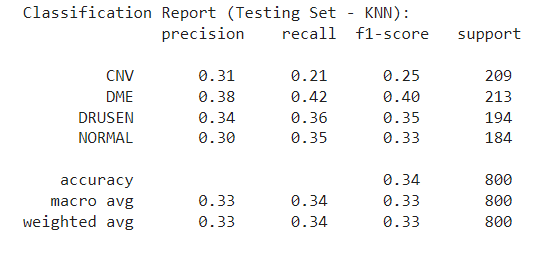 Classification Report (Testing Set - KNN):
precision recall f1-score support
CNV 0.31 0.21 0.25 209
DME 0.38 0.42 0.40 213
DRUSEN 0.34 0.36 0.35 194
NORMAL 0.30 0.35 0.33 184
accuracy 0.34 800
macro avg 0.33 0.34 0.33 800
weighted avg 0.33 0.34 0.33 800